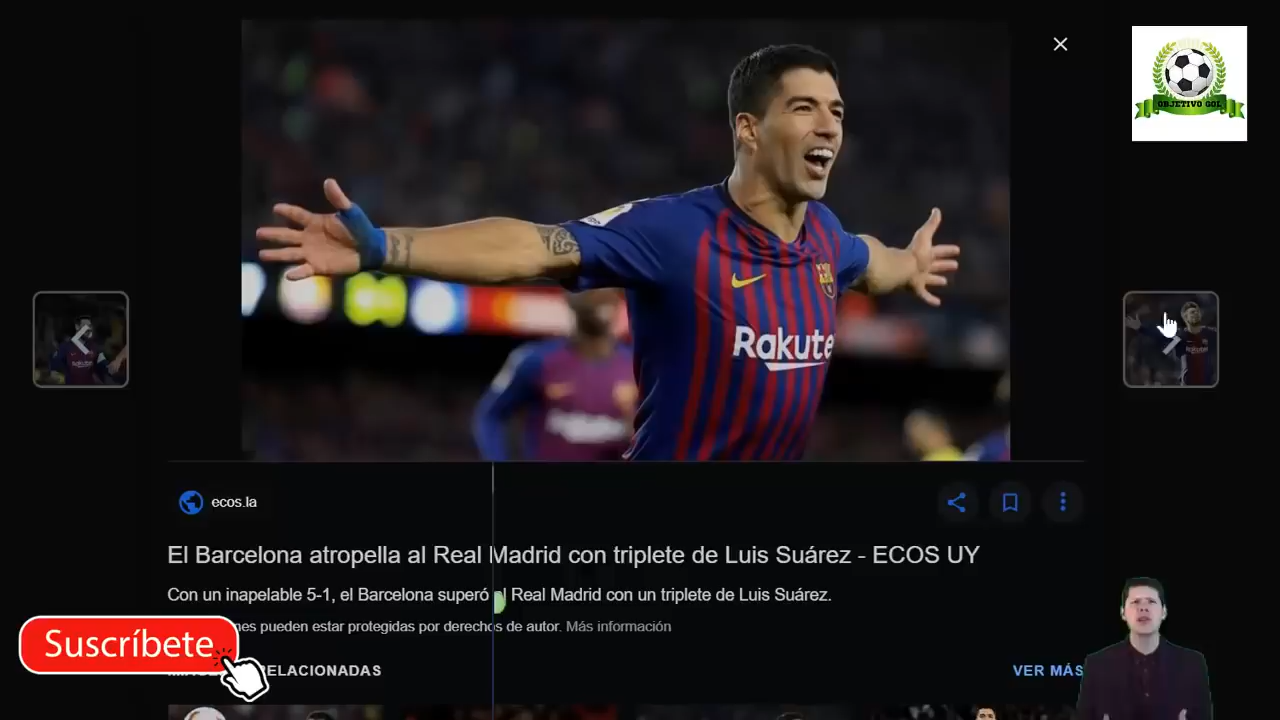 OBJETIVO GOL
Rakute
ecos.la
El Barcelona atropella al Real Madrid con triplete de Luis Suárez - ECOS UY
Con un inapelable 5-1, el Barcelona superó al Real Madrid con un triplete de Luis Suárez.
pueden estar protegidas por derechos de autor. Más información
Suscríbete
RELACIONADAS
VER MÁS